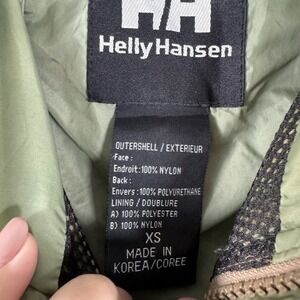 HH
Helly Hansen
OUTERSHELL / EXTERIEUR
Face :
Endroit: 100% NYLON
Back :
Envers : 100% POLYURETHANE
LINING / DOUBLURE
A) 100% POLYESTER
B) 100% NYLON
XS
MADE IN
KOREA/COREE